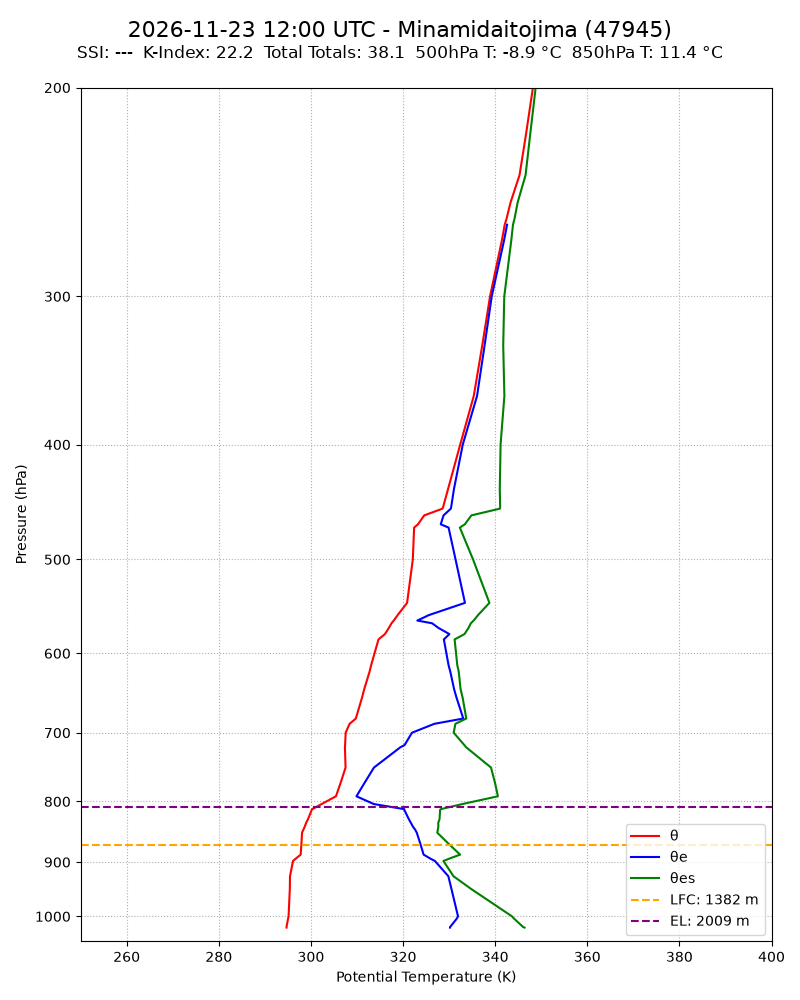 2026-11-23 12:00 UTC - Minamidaitojima (47945)
SSI: --- K-Index: 22.2 Total Totals: 38.1 500hPa T: -8.9 °C 850hPa T: 11.4 °C
200
300
400
500
600
700
800
900
1000
Pressure (hPa)
θ
θe
θes
LFC: 1382 m
EL: 2009 m
260 280 300 320 340 360 380 400
Potential Temperature (K)